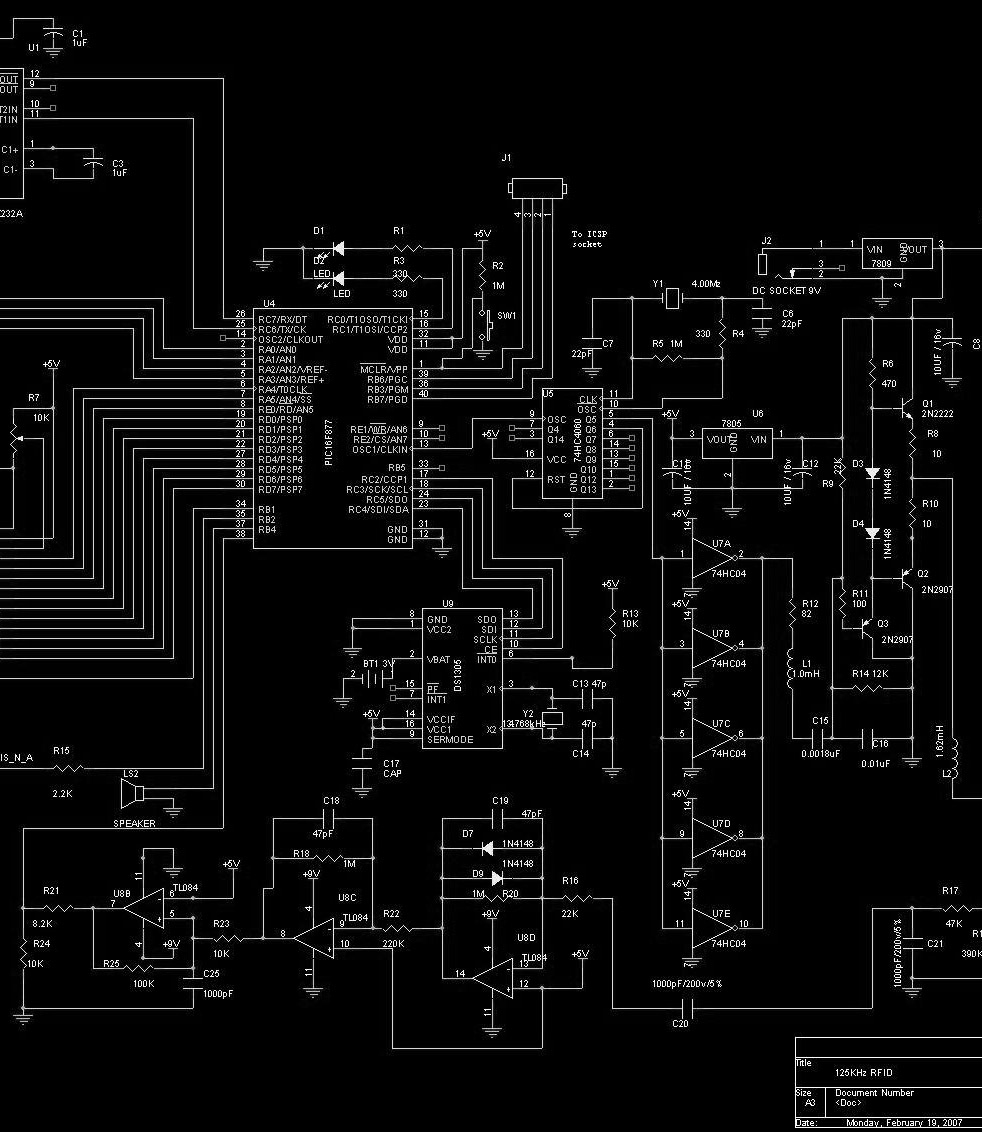 C1
1uF
U1
OUT 12
OUT 9
T2IN 10
T1IN 11
C1+ 1
C1- 3
C3
1uF
232A
J1
4 3 2 1
To ICSP
socket
D1
R1
D2
R3
330
LED
LED
330
+5V
R2
1M
SW1
U4
26 RC7/RX/DT
25 RC6/TX/CK
14 OSC2/CLKOUT
2 RA0/AN0
3 RA1/AN1
4 RA2/AN2/VREF-
5 RA3/AN3/REF+
6 RA4/T0CLK
7 RA5/AN4/SS
8 RE0/RD/AN5
19 RD0/PSP0
20 RD1/PSP1
21 RD2/PSP2
22 RD3/PSP3
27 RD4/PSP4
28 RD5/PSP5
29 RD6/PSP6
30 RD7/PSP7
34 RB1
35 RB2
37 RB4
38
PIC16F877
RC0/T1OSO/T1CKI 15
RC1/T1OSI/CCP2 16
VDD 32
VDD 11
MCLR/VPP 1
RB6/PGC 39
RB3/PGM 36
RB7/PGD 40
RE1/WR/AN6 9
RE2/CS/AN7 10
OSC1/CLKIN 13
RB5 33
RC2/CCP1 17
RC3/SCK/SCL 18
RC5/SDO 24
RC4/SDI/SDA 23
GND 31
GND 12
+5V
R7
10K
Y1
4.00Mz
C7
22pF
330
R4
R5 1M
C6
22pF
U5
9 OSC
7 Q4
3 Q14
16 VCC
12 RST
74HC4060
GND
8
+5V
CLK 11
OSC 10
Q5 5
Q6 4
Q7 6
Q8 14
Q9 13
Q10 15
Q12 1
Q13 2
J2
1
3
2
DC SOCKET 9V
1 VIN
GND
VOUT 3
7809
2
U6
+5V
3 VOUT
GND
VIN 1
7805
2
10UF / 16v
C12
10UF / 16v
10UF / 16v
C8
R6
470
Q1
2N2222
R8
10
D3
1N4148
22K
R9
R10
10
D4
1N4148
Q2
2N2907
R11
100
Q3
2N2907
R14 12K
C15
0.0018uF
C16
0.01uF
1.62mH
L2
R12
82
L1
1.0mH
+5V
14
1 U7A 2
74HC04
7
+5V
14
3 U7B 4
74HC04
7
+5V
14
5 U7C 6
74HC04
7
+5V
14
9 U7D 8
74HC04
7
+5V
14
11 U7E 10
74HC04
7
+5V
R13
10K
U9
8 GND
1 VCC2
2 VBAT
15 PF
7 INT1
14 VCCIF
16 VCC1
9 SERMODE
DS1305
SDO 13
SDI 12
SCLK 11
CE 10
INT0 6
X1 3
X2
BT1 3V
2 1
+5V
C17
CAP
C13 47p
Y2
47p
C14
IS_N_A
R15
2.2K
LS2
SPEAKER
C18
47pF
R18
1M
+9V
4
U8C
TL084
8
9
10
11
R22
220K
C19
47pF
D7
1N4148
1N4148
D9
1M
R20
+9V
4
U8D
TL084
14
13
12
11
+5V
R16
22K
R21
8.2K
R24
10K
11
U8B
TL084
7
6
5
4
+9V
+5V
R23
10K
R25
100K
C25
1000pF
1000pF/200v/5%
C20
1000pF/200v/5%
C21
R17
47K
R1
390K
Title
125KHz RFID
Size
A3
Document Number
<Doc>
Date:
Monday, February 19, 2007